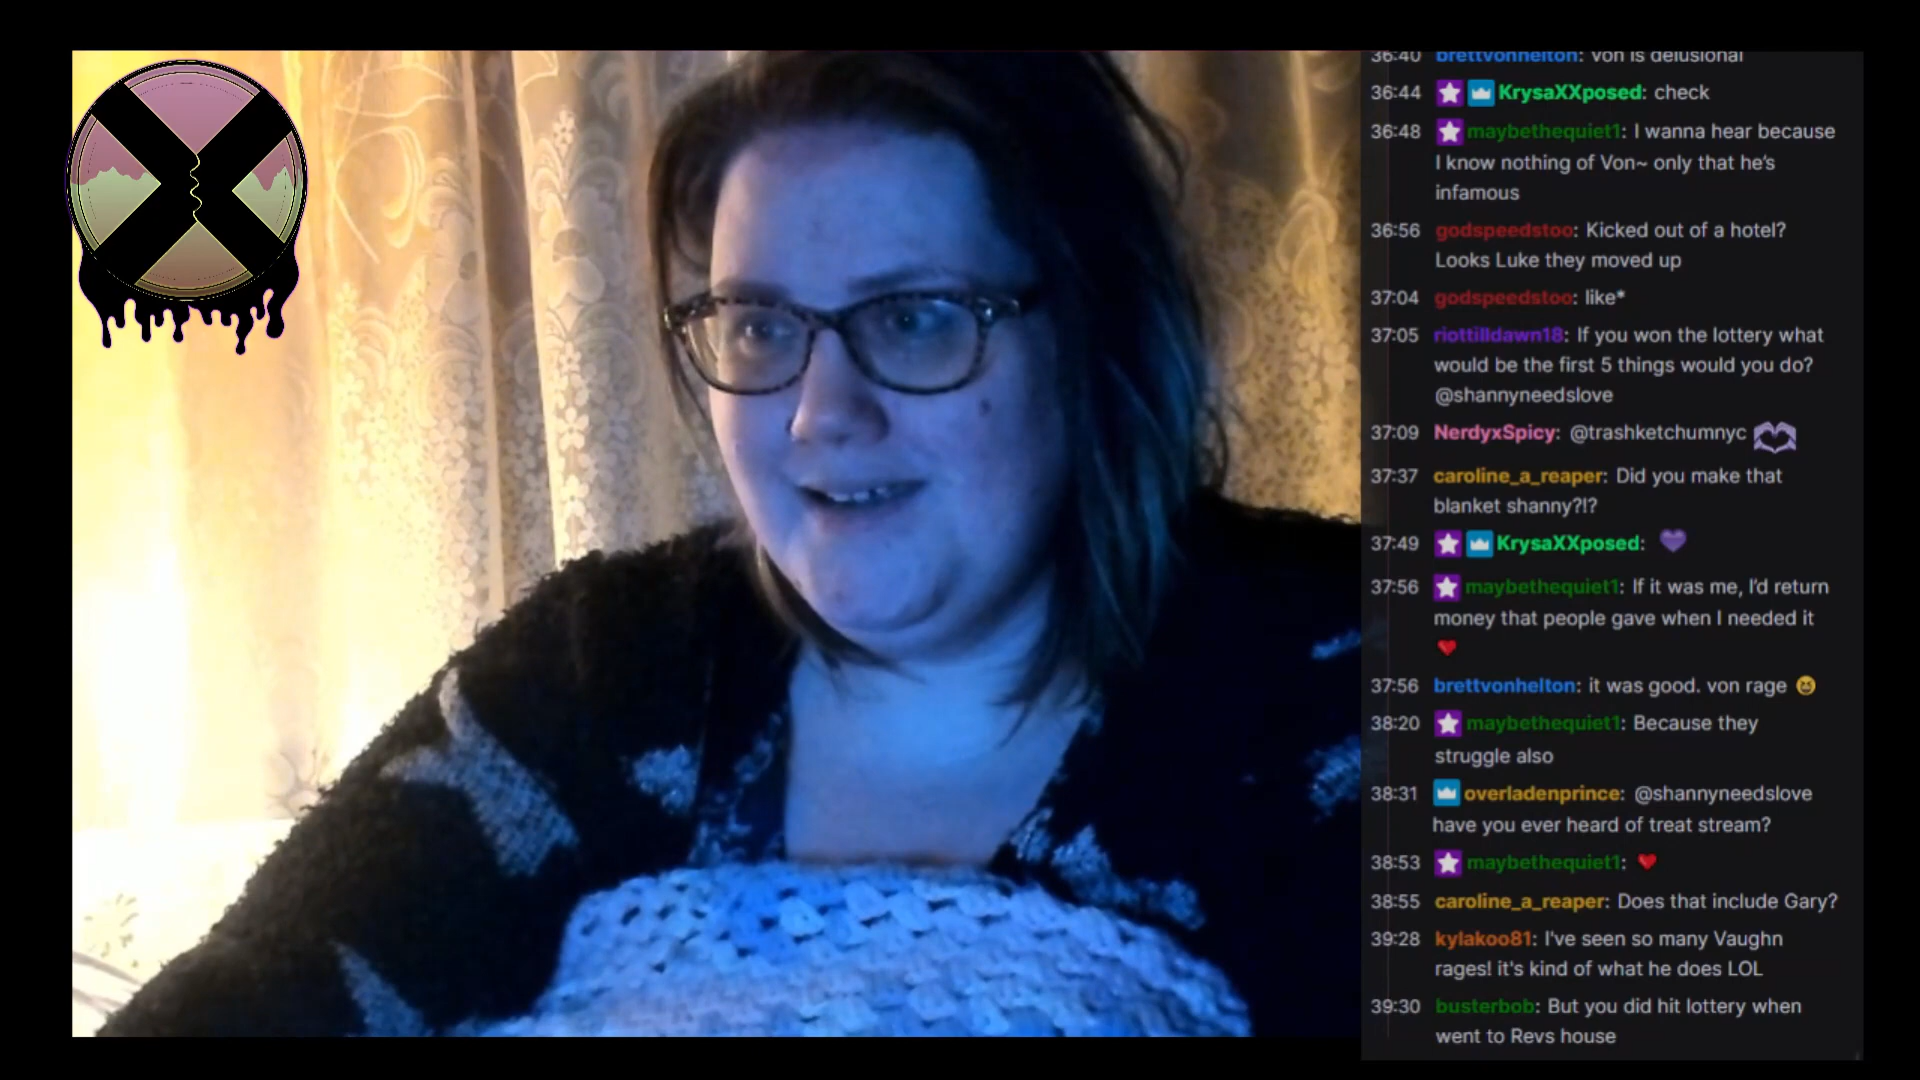 36:40 brettvonhelton: von is delusional
36:44 KrysaXXposed: check
36:48 maybethequiet1: I wanna hear because
I know nothing of Von~ only that he's
infamous
36:56 godspeedstoo: Kicked out of a hotel?
Looks Luke they moved up
37:04 godspeedstoo: like*
37:05 riottilldawn18: If you won the lottery what
would be the first 5 things would you do?
@shannyneedslove
37:09 NerdyxSpicy: @trashketchumnyc
37:37 caroline_a_reaper: Did you make that
blanket shanny?!?
37:49 KrysaXXposed: 💜
37:56 maybethequiet1: If it was me, I'd return
money that people gave when I needed it
❤️
37:56 brettvonhelton: it was good. von rage 😆
38:20 maybethequiet1: Because they
struggle also
38:31 overladenprince: @shannyneedslove
have you ever heard of treat stream?
38:53 maybethequiet1: ❤️
38:55 caroline_a_reaper: Does that include Gary?
39:28 kylakoo81: I've seen so many Vaughn
rages! it's kind of what he does LOL
39:30 busterbob: But you did hit lottery when
went to Revs house